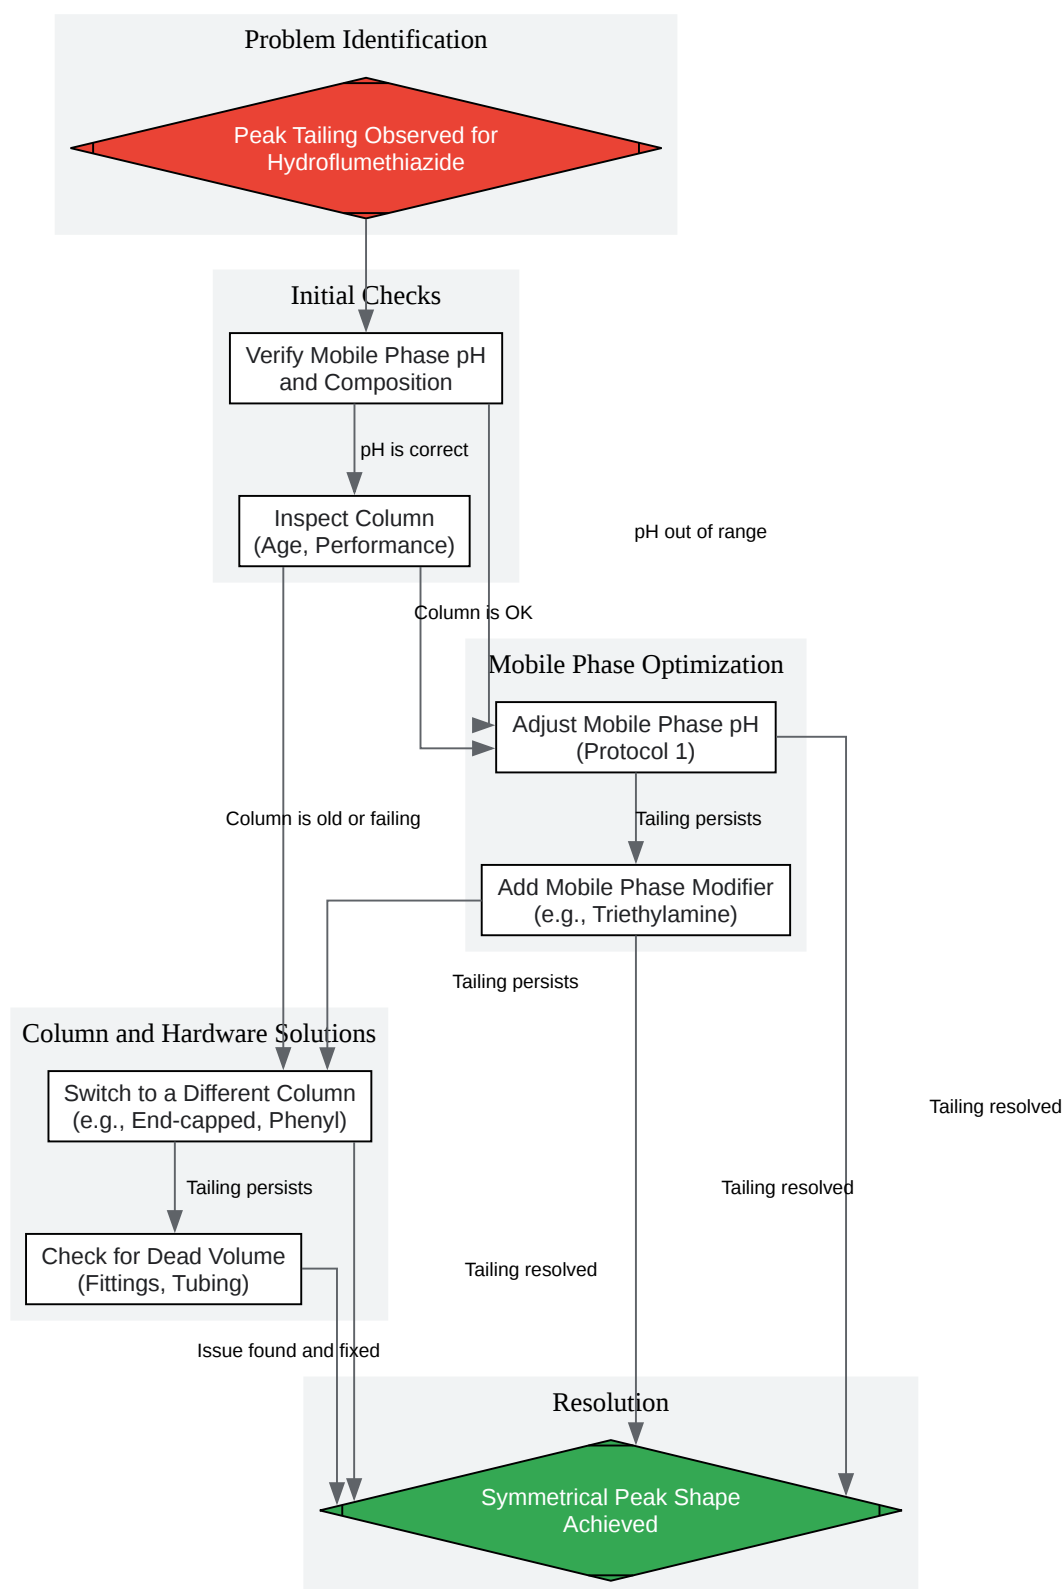 Problem Identification
Peak Tailing Observed for
Hydroflumethiazide
Initial Checks
Verify Mobile Phase pH
and Composition
pH is correct
Inspect Column
(Age, Performance)
pH out of range
Column is OK
Mobile Phase Optimization
Adjust Mobile Phase pH
(Protocol 1)
Column is old or failing
Tailing persists
Add Mobile Phase Modifier
(e.g., Triethylamine)
Tailing persists
Column and Hardware Solutions
Switch to a Different Column
(e.g., End-capped, Phenyl)
Tailing resolved
Tailing persists
Tailing resolved
Check for Dead Volume
(Fittings, Tubing)
Tailing resolved
Issue found and fixed
Resolution
Symmetrical Peak Shape
Achieved